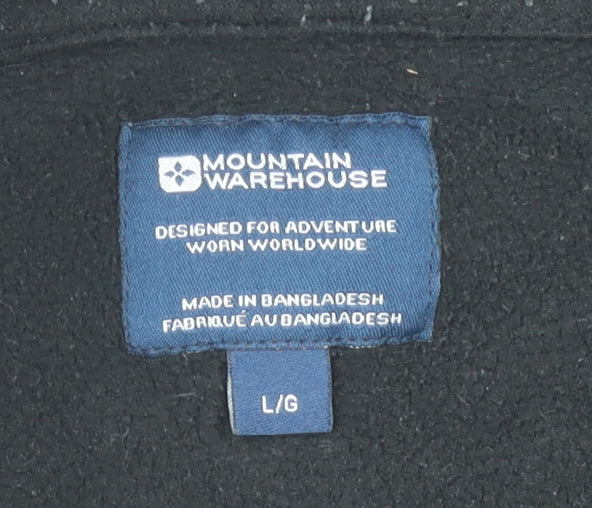 MOUNTAIN
WAREHOUSE
DESIGNED FOR ADVENTURE
WORN WORLDWIDE
MADE IN BANGLADESH
FABRIQUÉ AU BANGLADESH
L/G